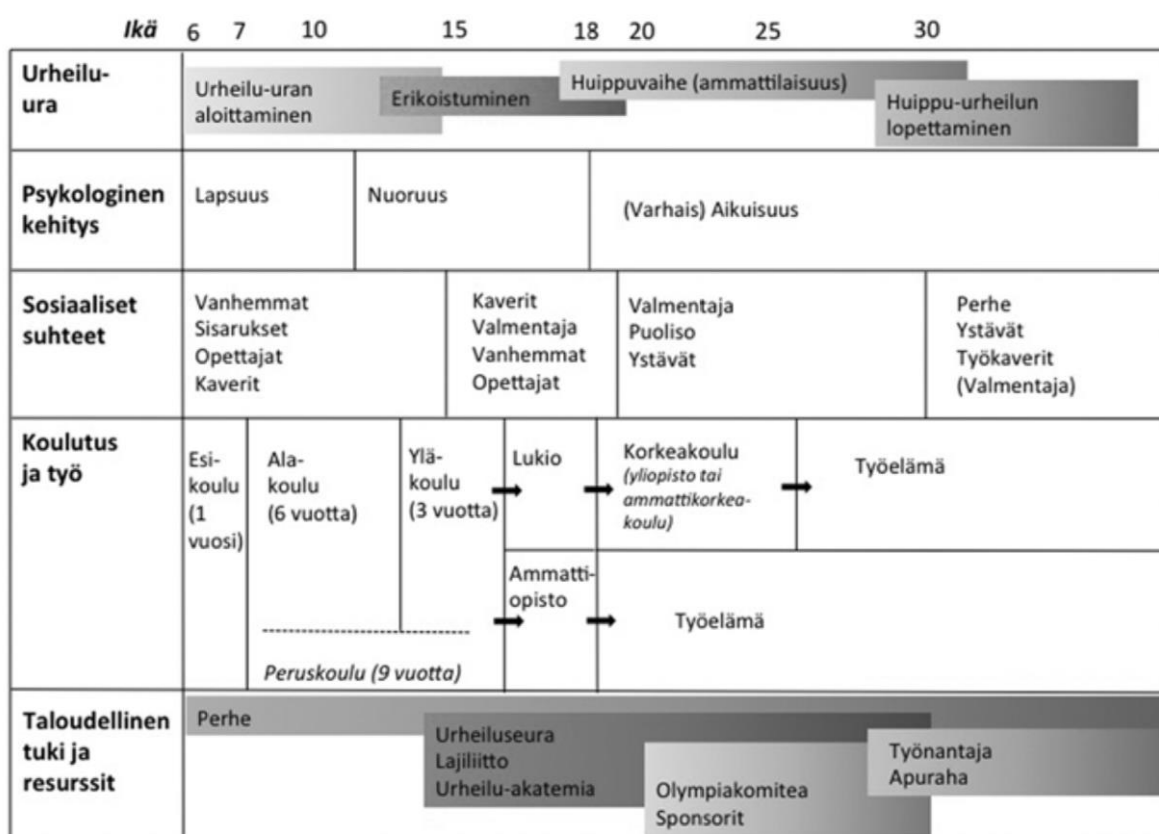 Ikä 6 7 10 15 18 20 25 30
Urheilu-
ura
Urheilu-uran
aloittaminen
Erikoistuminen
Huippuvaihe (ammattilaisuus)
Huippu-urheilun
lopettaminen
Psykologinen
kehitys
Lapsuus
Nuoruus
(Varhais) Aikuisuus
Sosiaaliset
suhteet
Vanhemmat
Sisarukset
Opettajat
Kaverit
Kaverit
Valmentaja
Vanhemmat
Opettajat
Valmentaja
Puoliso
Ystävät
Perhe
Ystävät
Työkaverit
(Valmentaja)
Koulutus
ja työ
Esi-
koulu
(1
vuosi)
Ala-
koulu
(6 vuotta)
Ylä-
koulu
(3 vuotta)
Peruskoulu (9 vuotta)
Lukio
Ammatti-
opisto
Korkeakoulu
(yliopisto tai
ammattikorkea-
koulu)
Työelämä
Työelämä
Taloudellinen
tuki ja
resurssit
Perhe
Urheiluseura
Lajiliitto
Urheilu-akatemia
Olympiakomitea
Sponsorit
Työnantaja
Apuraha